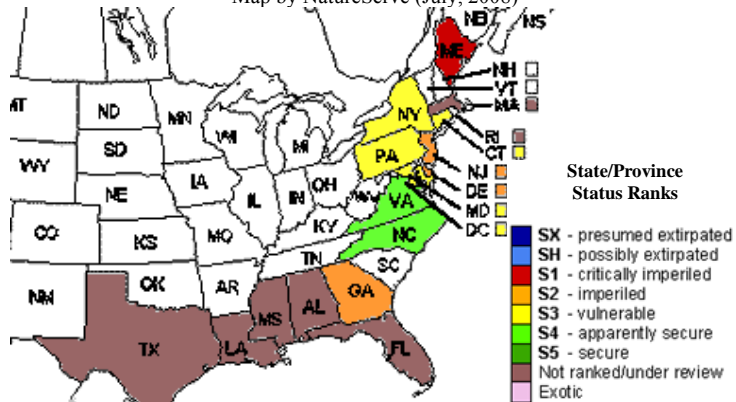 Map by NatureServe (July, 2006)
NB
NS
ME
NH
VT
MA
MT
ND
MN
WI
MI
NY
RI
CT
SD
WY
IA
PA
NJ
DE
MD
DC
NE
IL
IN
OH
WV
VA
CO
KS
MO
KY
NC
TN
SC
NM
OK
AR
MS
AL
GA
TX
LA
FL
State/Province
Status Ranks
SX - presumed extirpated
SH - possibly extirpated
S1 - critically imperiled
S2 - imperiled
S3 - vulnerable
S4 - apparently secure
S5 - secure
Not ranked/under review
Exotic